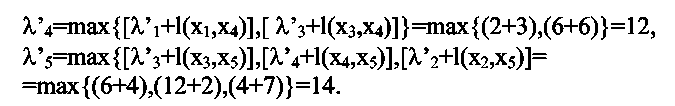 λ’₄=max{[λ’₁+l(x₁,x₄)],[ λ’₃+l(x₃,x₄)]}=max{(2+3),(6+6)}=12,
λ’₅=max{[λ’₃+l(x₃,x₅)],[λ’₄+l(x₄,x₅)],[λ’₂+l(x₂,x₅)]=
=max{(6+4),(12+2),(4+7)}=14.